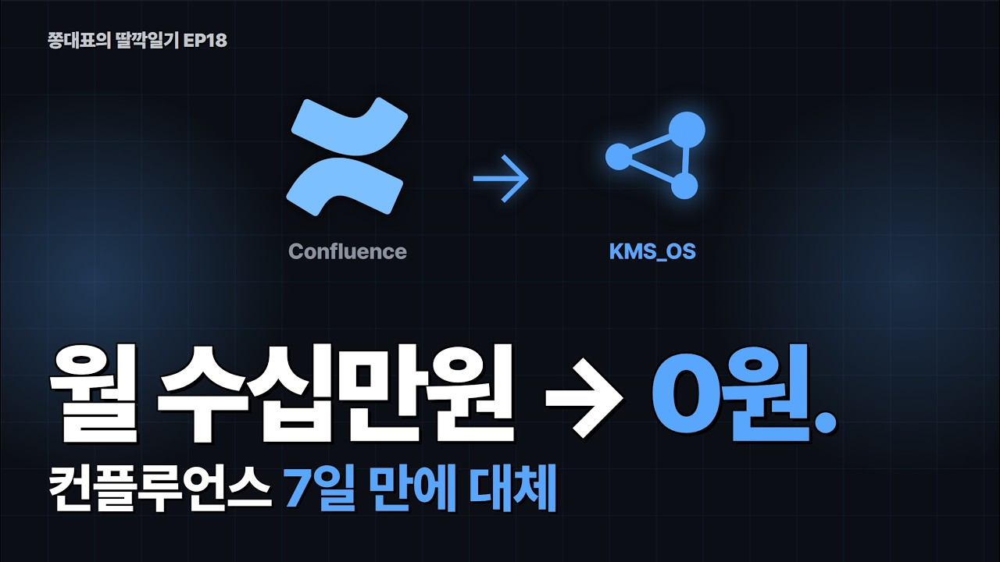 쫑대표의 딸깍일기 EP18
Confluence → KMS_OS
월 수십만원 → 0원.
컨플루언스 7일 만에 대체